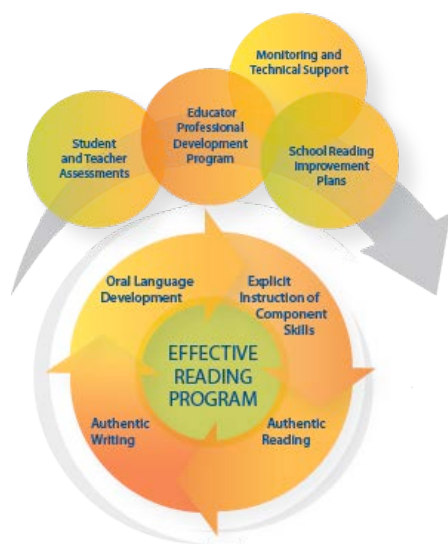 Monitoring and
Technical Support
Educator
Professional
Development
Program
Student
and Teacher
Assessments
School Reading
Improvement
Plans
Oral Language
Development
Explicit
Instruction of
Component
Skills
EFFECTIVE
READING
PROGRAM
Authentic
Writing
Authentic
Reading